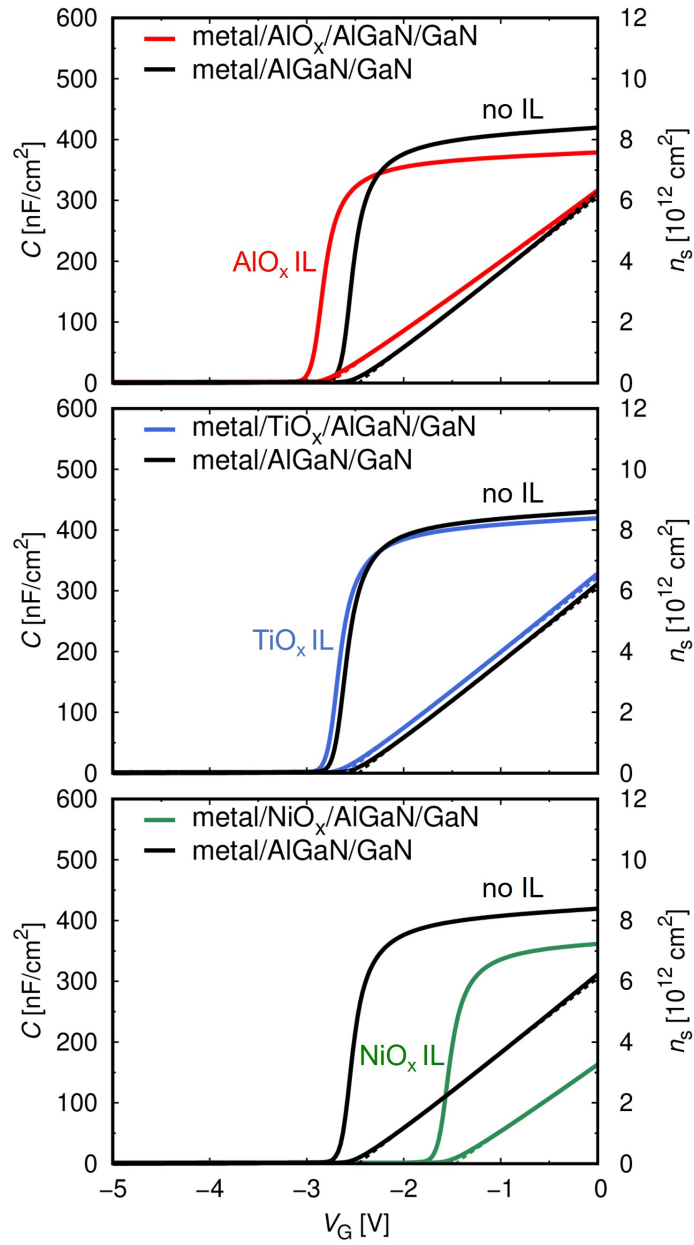 metal/AlOₓ/AlGaN/GaN
metal/AlGaN/GaN
no IL
AlOₓ IL
600
500
400
300
200
100
0
C [nF/cm²]
12
10
8
6
4
2
0
nₛ [10¹² cm²]
metal/TiOₓ/AlGaN/GaN
metal/AlGaN/GaN
no IL
TiOₓ IL
600
500
400
300
200
100
0
C [nF/cm²]
12
10
8
6
4
2
0
nₛ [10¹² cm²]
metal/NiOₓ/AlGaN/GaN
metal/AlGaN/GaN
no IL
NiOₓ IL
600
500
400
300
200
100
0
C [nF/cm²]
12
10
8
6
4
2
0
nₛ [10¹² cm²]
−5 −4 −3 −2 −1 0
V_G [V]